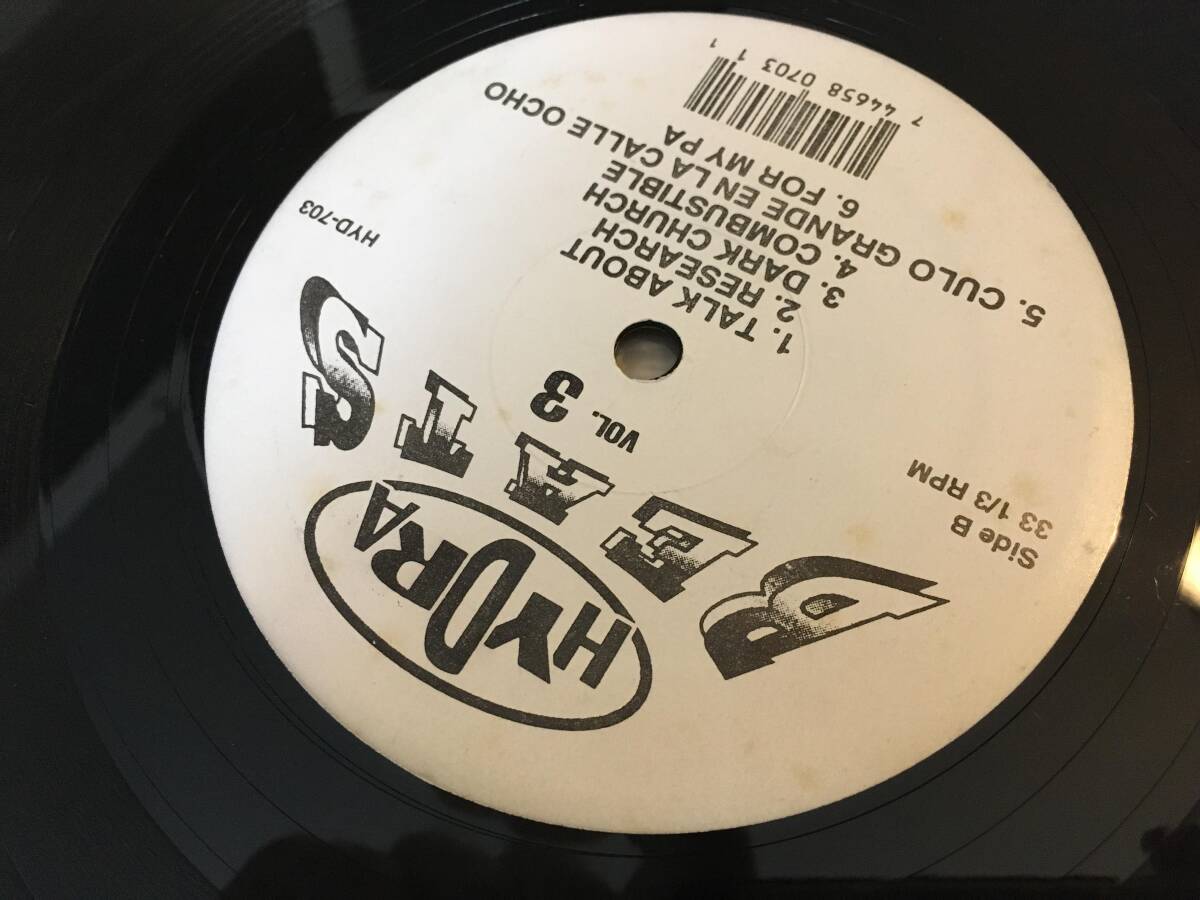 HYDRA
BEATS
VOL. 3
Side B
33 1/3 RPM
HYD-703
1. TALK ABOUT
2. RESEARCH
3. DARK CHURCH
4. COMBUSTIBLE
5. CULO GRANDE EN LA CALLE OCHO
6. FOR MY PA
7 44658 0703 1 1